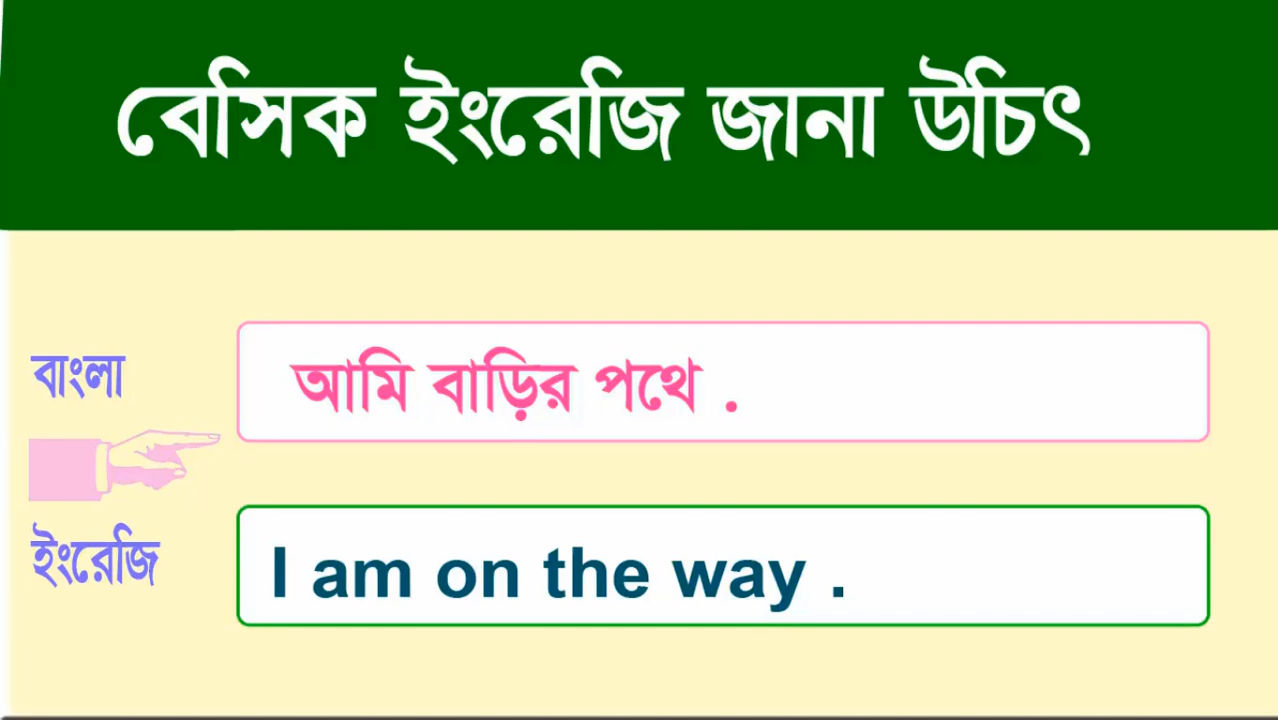 বেসিক ইংরেজি জানা উচিৎ
বাংলা
আমি বাড়ির পথে .
ইংরেজি
I am on the way .